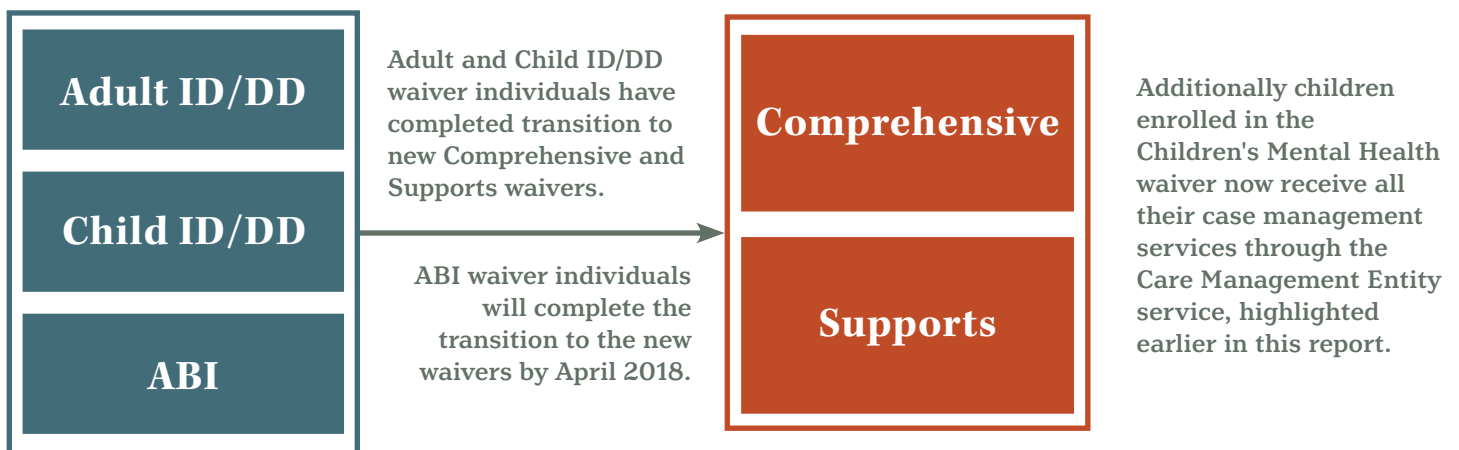 Adult ID/DD
Child ID/DD
ABI
Adult and Child ID/DD
waiver individuals have
completed transition to
new Comprehensive and
Supports waivers.
ABI waiver individuals
will complete the
transition to the new
waivers by April 2018.
Comprehensive
Supports
Additionally children
enrolled in the
Children's Mental Health
waiver now receive all
their case management
services through the
Care Management Entity
service, highlighted
earlier in this report.